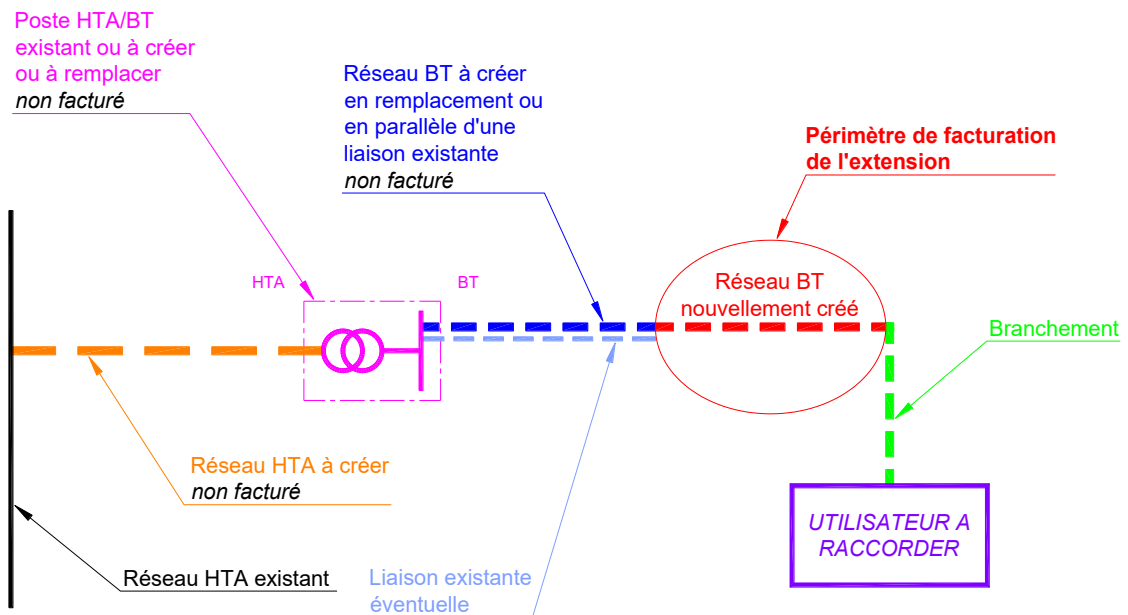 Poste HTA/BT
existant ou à créer
ou à remplacer
non facturé
Réseau BT à créer
en remplacement ou
en parallèle d'une
liaison existante
non facturé
Périmètre de facturation
de l'extension
HTA
BT
Réseau BT
nouvellement créé
Branchement
Réseau HTA à créer
non facturé
UTILISATEUR A
RACCORDER
Réseau HTA existant
Liaison existante
éventuelle